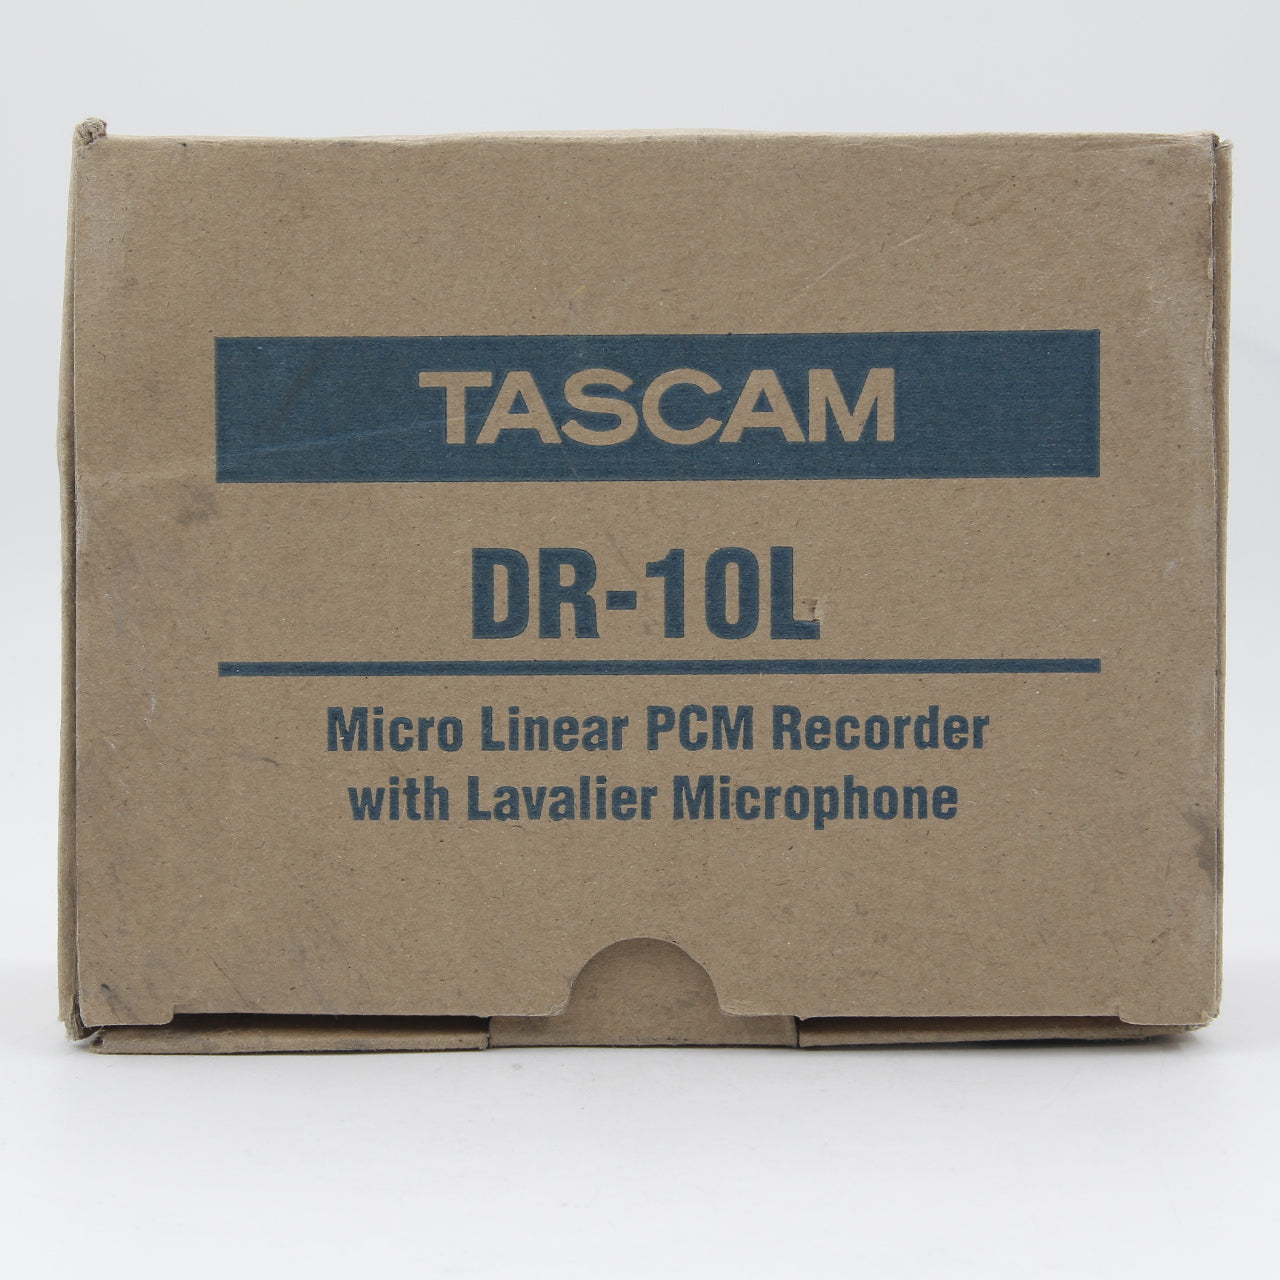 TASCAM
DR-10L
Micro Linear PCM Recorder
with Lavalier Microphone